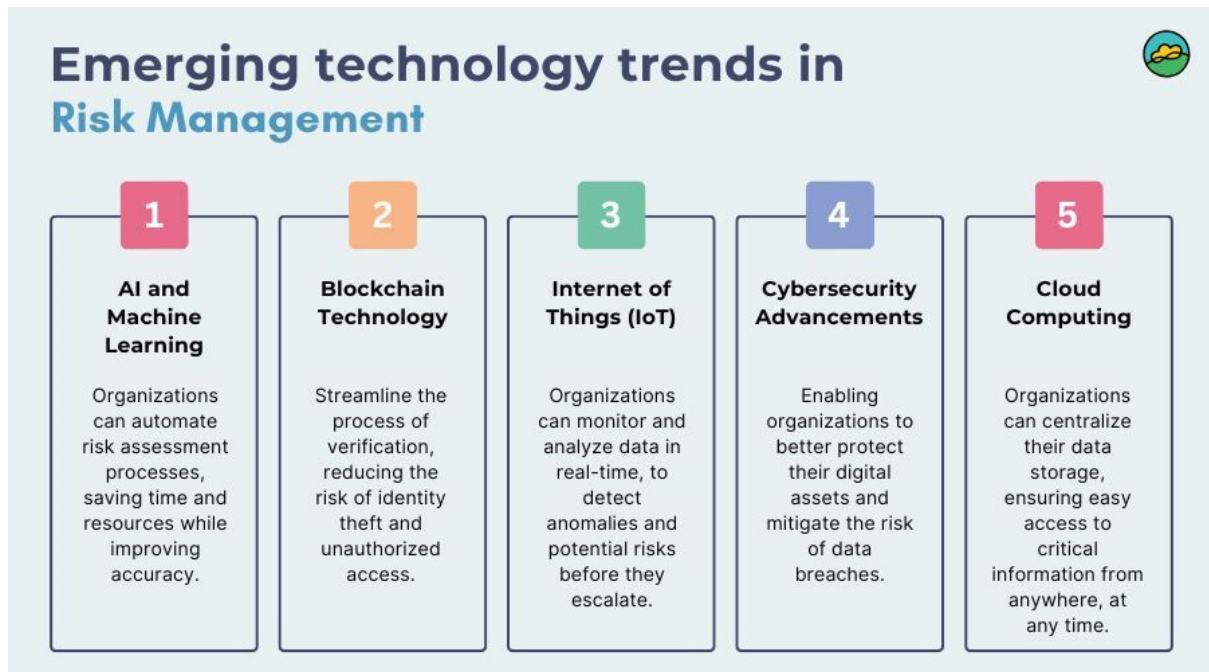 Emerging technology trends in
Risk Management
1
AI and
Machine
Learning
Organizations
can automate
risk assessment
processes,
saving time and
resources while
improving
accuracy.
2
Blockchain
Technology
Streamline the
process of
verification,
reducing the
risk of identity
theft and
unauthorized
access.
3
Internet of
Things (IoT)
Organizations
can monitor and
analyze data in
real-time, to
detect
anomalies and
potential risks
before they
escalate.
4
Cybersecurity
Advancements
Enabling
organizations to
better protect
their digital
assets and
mitigate the risk
of data
breaches.
5
Cloud
Computing
Organizations
can centralize
their data
storage,
ensuring easy
access to
critical
information from
anywhere, at
any time.